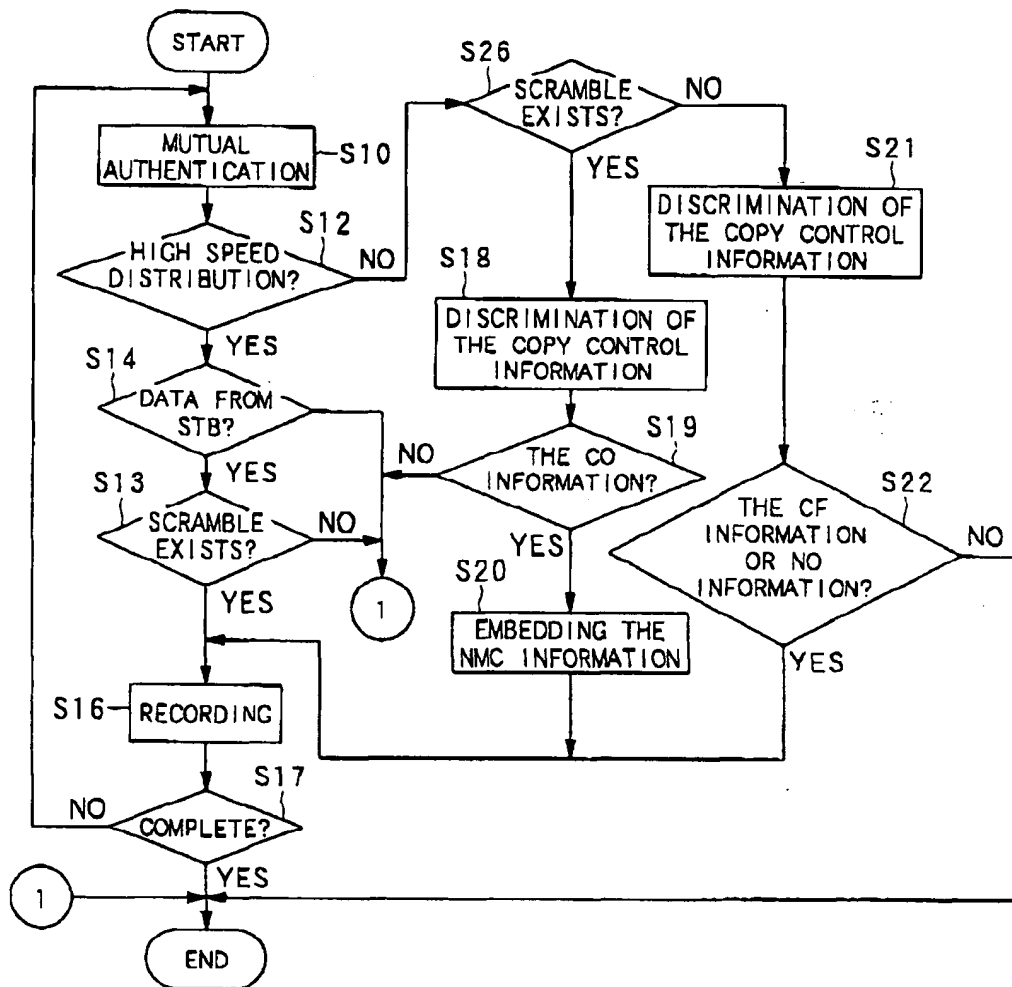 START
MUTUAL
AUTHENTICATION
S10
HIGH SPEED
DISTRIBUTION?
S12
NO
YES
S14
DATA FROM
STB?
YES
S13
SCRAMBLE
EXISTS?
NO
YES
1
S16
RECORDING
S17
NO
COMPLETE?
YES
1
END
S26
SCRAMBLE
EXISTS?
NO
YES
S18
DISCRIMINATION OF
THE COPY CONTROL
INFORMATION
S19
NO
THE CO
INFORMATION?
YES
S20
EMBEDDING THE
NMC INFORMATION
S21
DISCRIMINATION OF
THE COPY CONTROL
INFORMATION
S22
THE CF
INFORMATION
OR NO
INFORMATION?
NO
YES